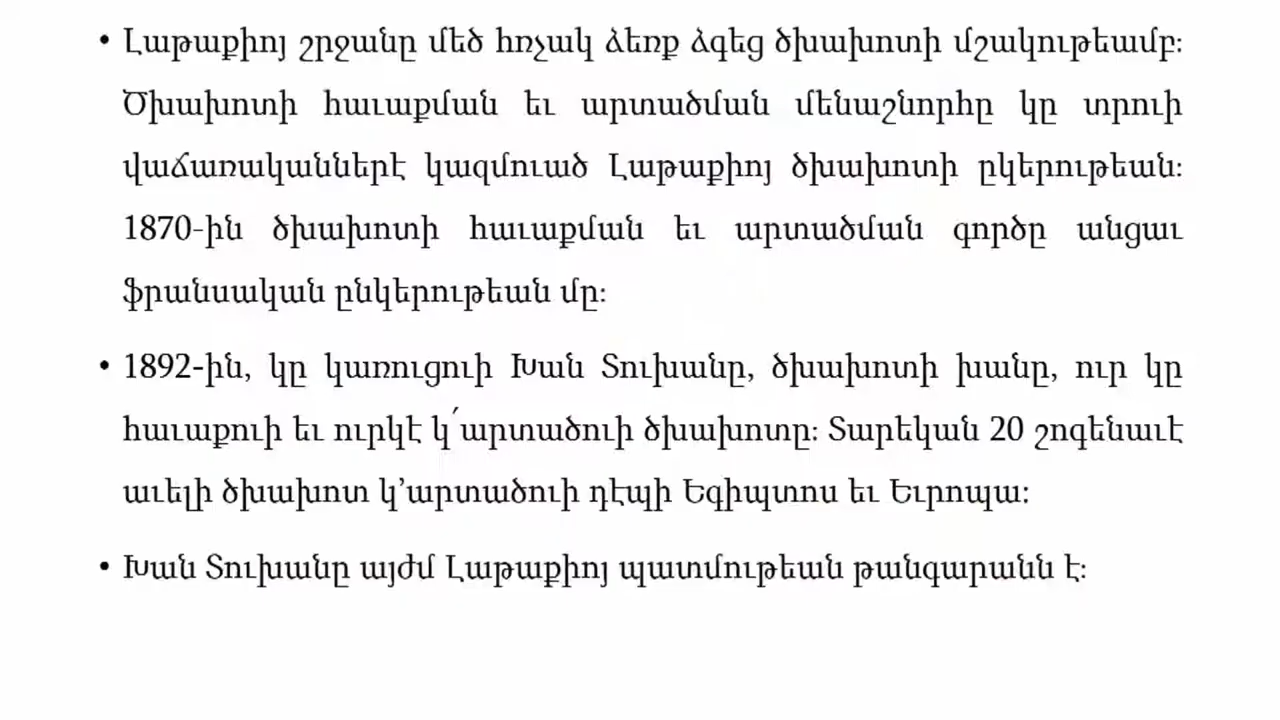 • Լաթաքիոյ շրջանը մեծ հռչակ ձեռք ձգեց ծխախոտի մշակութեամբ։
Ծխախոտի հաւաքման եւ արտածման մենաշնորհը կը տրուի
վաճառականներէ կազմուած Լաթաքիոյ ծխախոտի ըկերութեան։
1870-ին ծխախոտի հաւաքման եւ արտածման գործը անցաւ
ֆրանսական ընկերութեան մը։
• 1892-ին, կը կառուցուի Խան Տուխանը, ծխախոտի խանը, ուր կը
հաւաքուի եւ ուրկէ կ՛արտածուի ծխախոտը։ Տարեկան 20 շոգենաւէ
աւելի ծխախոտ կ’արտածուի դէպի Եգիպտոս եւ Եւրոպա։
• Խան Տուխանը այժմ Լաթաքիոյ պատմութեան թանգարանն է։